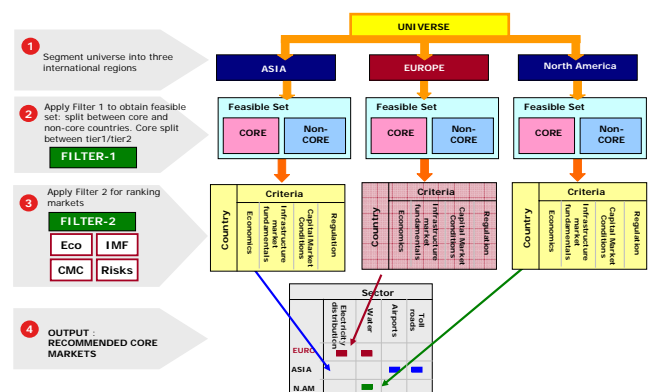 UNIVERSE
1
Segment universe into three
international regions
ASIA
EUROPE
North America
2
Apply Filter 1 to obtain feasible
set: split between core and
non-core countries. Core split
between tier1/tier2
FILTER-1
Feasible Set
CORE
Non-
CORE
Feasible Set
CORE
Non-
CORE
Feasible Set
CORE
Non-
CORE
3
Apply Filter 2 for ranking
markets
FILTER-2
Eco
IMF
CMC
Risks
Criteria
Country
Economics
Infrastructure
market
fundamentals
Capital Market
Conditions
Regulation
Criteria
Country
Economics
Infrastructure
market
fundamentals
Capital Market
Conditions
Regulation
Criteria
Country
Economics
Infrastructure
market
fundamentals
Capital Market
Conditions
Regulation
4
OUTPUT :
RECOMMENDED CORE
MARKETS
Sector
Electricity
distribution
Water
Airports
Toll
roads
EURO
ASIA
N.AM